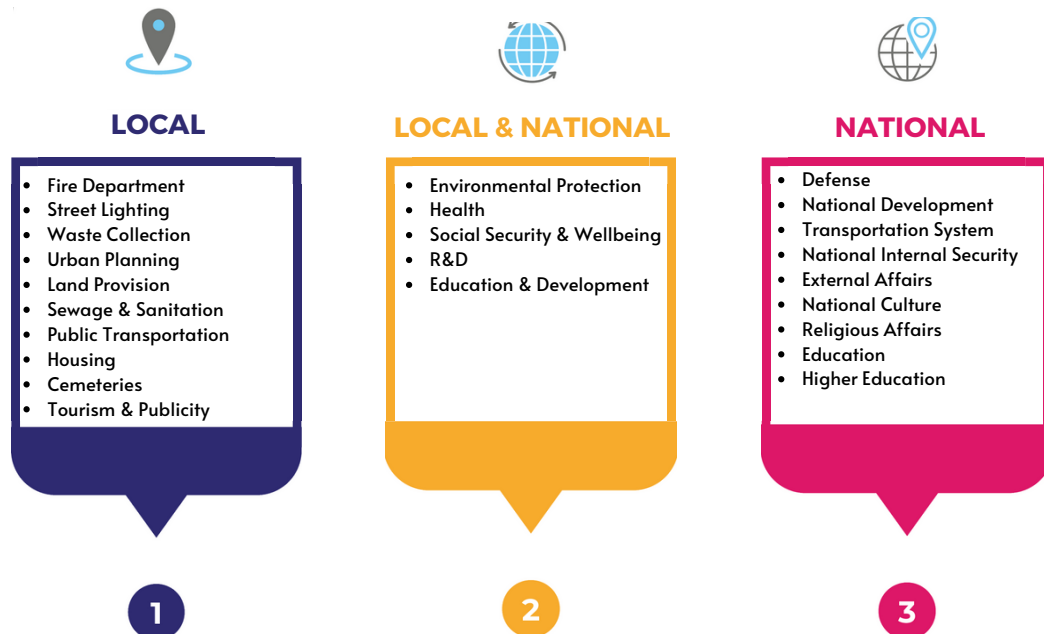 LOCAL
• Fire Department
• Street Lighting
• Waste Collection
• Urban Planning
• Land Provision
• Sewage & Sanitation
• Public Transportation
• Housing
• Cemeteries
• Tourism & Publicity
1
LOCAL & NATIONAL
• Environmental Protection
• Health
• Social Security & Wellbeing
• R&D
• Education & Development
2
NATIONAL
• Defense
• National Development
• Transportation System
• National Internal Security
• External Affairs
• National Culture
• Religious Affairs
• Education
• Higher Education
3